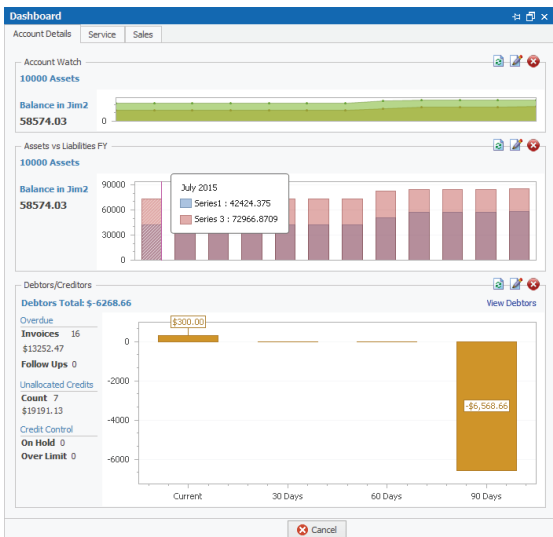 Dashboard
Account Details Service Sales
Account Watch
10000 Assets
Balance in Jim2
58574.03
0
Assets vs Liabilities FY
10000 Assets
Balance in Jim2
58574.03
90000
60000
30000
0
July 2015
Series1 : 42424.375
Series 3 : 72966.8709
Debtors/Creditors
Debtors Total: $-6268.66
View Debtors
Overdue
Invoices 16
$13252.47
Follow Ups 0
Unallocated Credits
Count 7
$19191.13
Credit Control
On Hold 0
Over Limit 0
$300.00
0
-2000
-4000
-6000
-$6,568.66
Current 30 Days 60 Days 90 Days
Cancel